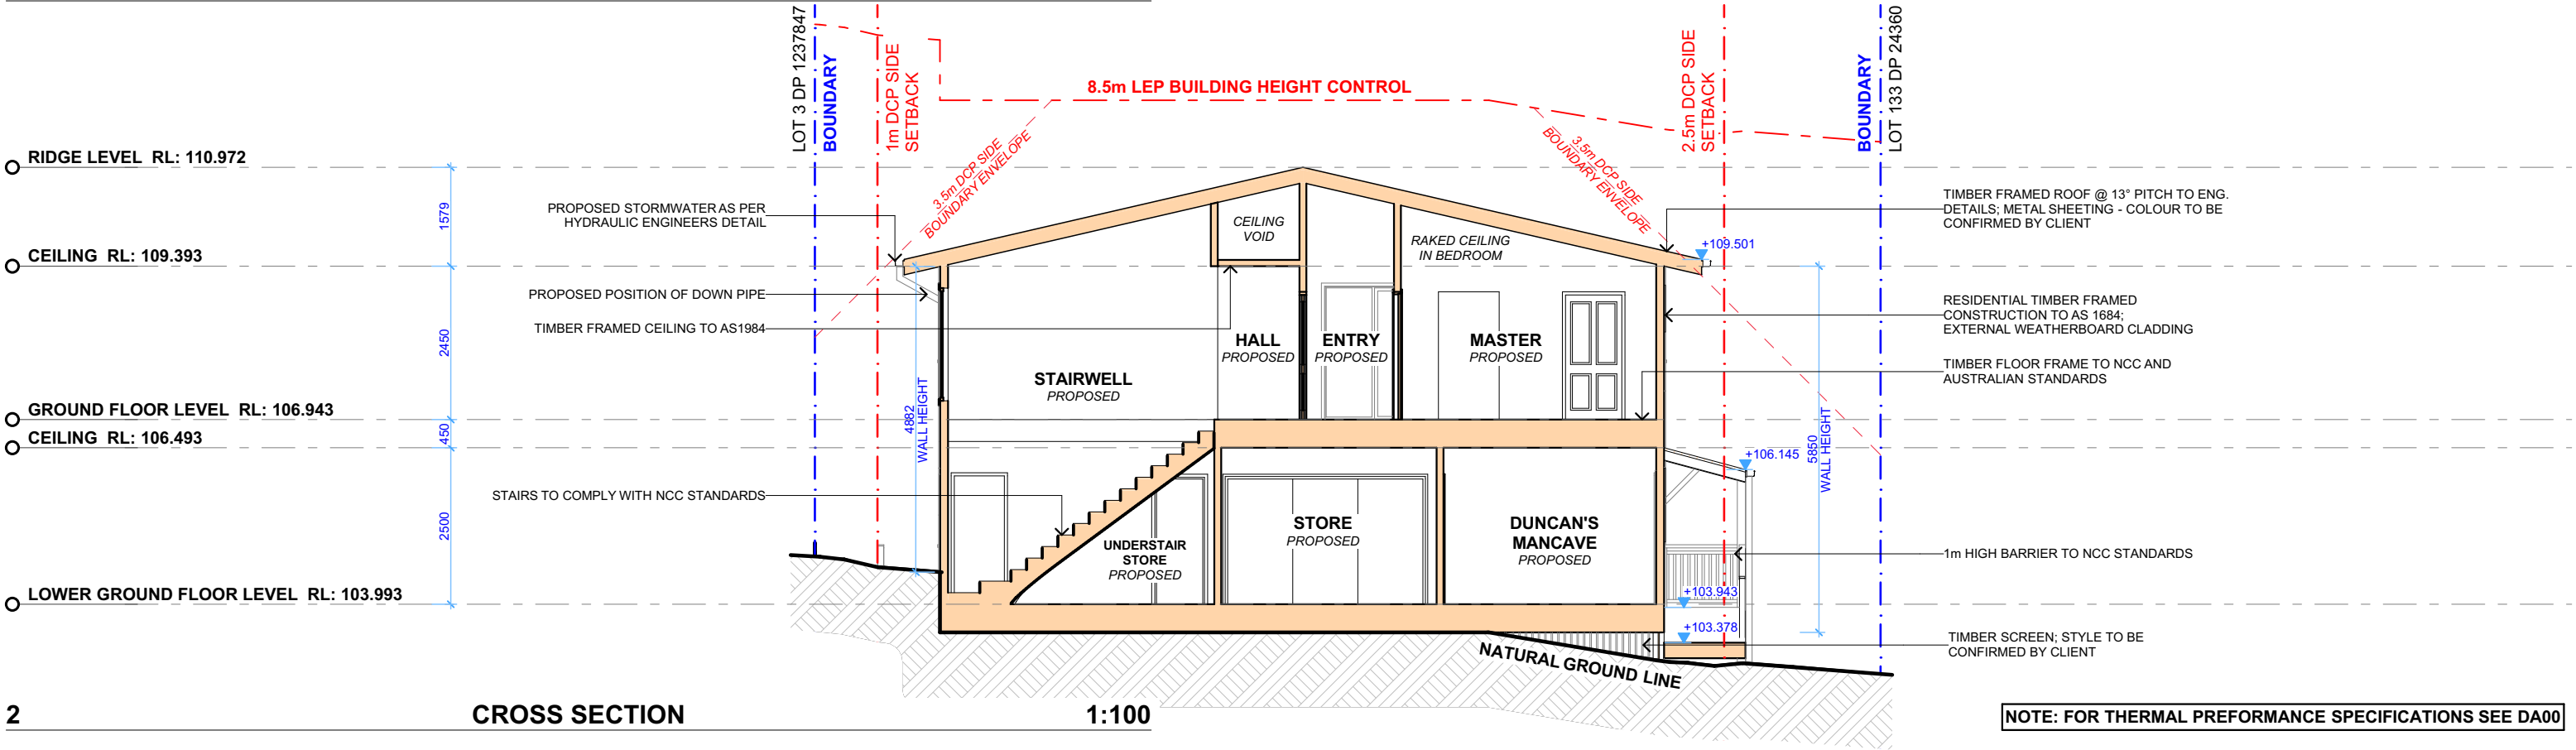 LOT 3 DP 1237847
BOUNDARY
1m DCP SIDE
SETBACK
8.5m LEP BUILDING HEIGHT CONTROL
2.5m DCP SIDE
SETBACK
BOUNDARY
LOT 133 DP 24360
3.5m DCP SIDE
BOUNDARY ENVELOPE
3.5m DCP SIDE
BOUNDARY ENVELOPE
RIDGE LEVEL RL: 110.972
CEILING RL: 109.393
GROUND FLOOR LEVEL RL: 106.943
CEILING RL: 106.493
LOWER GROUND FLOOR LEVEL RL: 103.993
1579
2450
450
2500
PROPOSED STORMWATER AS PER
HYDRAULIC ENGINEERS DETAIL
PROPOSED POSITION OF DOWN PIPE
TIMBER FRAMED CEILING TO AS1984
STAIRS TO COMPLY WITH NCC STANDARDS
4882
WALL HEIGHT
CEILING
VOID
RAKED CEILING
IN BEDROOM
HALL
PROPOSED
ENTRY
PROPOSED
MASTER
PROPOSED
STAIRWELL
PROPOSED
UNDERSTAIR
STORE
PROPOSED
STORE
PROPOSED
DUNCAN'S
MANCAVE
PROPOSED
+109.501
+106.145
+103.943
+103.378
5850
WALL HEIGHT
NATURAL GROUND LINE
TIMBER FRAMED ROOF @ 13° PITCH TO ENG.
DETAILS; METAL SHEETING - COLOUR TO BE
CONFIRMED BY CLIENT
RESIDENTIAL TIMBER FRAMED
CONSTRUCTION TO AS 1684;
EXTERNAL WEATHERBOARD CLADDING
TIMBER FLOOR FRAME TO NCC AND
AUSTRALIAN STANDARDS
1m HIGH BARRIER TO NCC STANDARDS
TIMBER SCREEN; STYLE TO BE
CONFIRMED BY CLIENT
2 CROSS SECTION 1:100
NOTE: FOR THERMAL PREFORMANCE SPECIFICATIONS SEE DA00